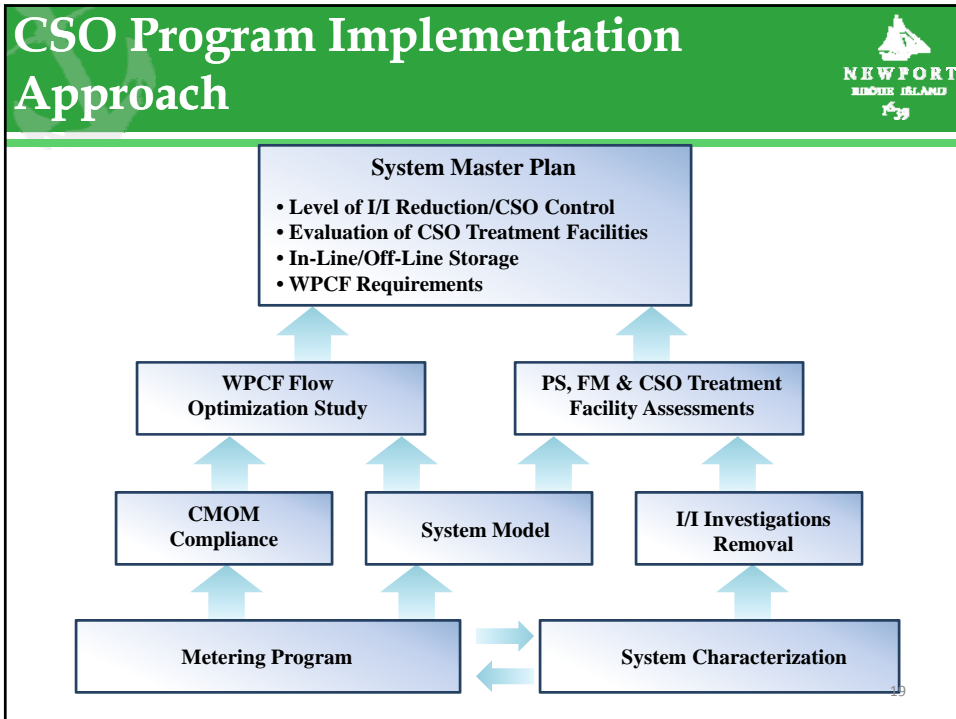 CSO Program Implementation
Approach
NEWPORT
RHODE ISLAND
1639
System Master Plan
• Level of I/I Reduction/CSO Control
• Evaluation of CSO Treatment Facilities
• In-Line/Off-Line Storage
• WPCF Requirements
WPCF Flow
Optimization Study
PS, FM & CSO Treatment
Facility Assessments
CMOM
Compliance
System Model
I/I Investigations
Removal
Metering Program
System Characterization
19